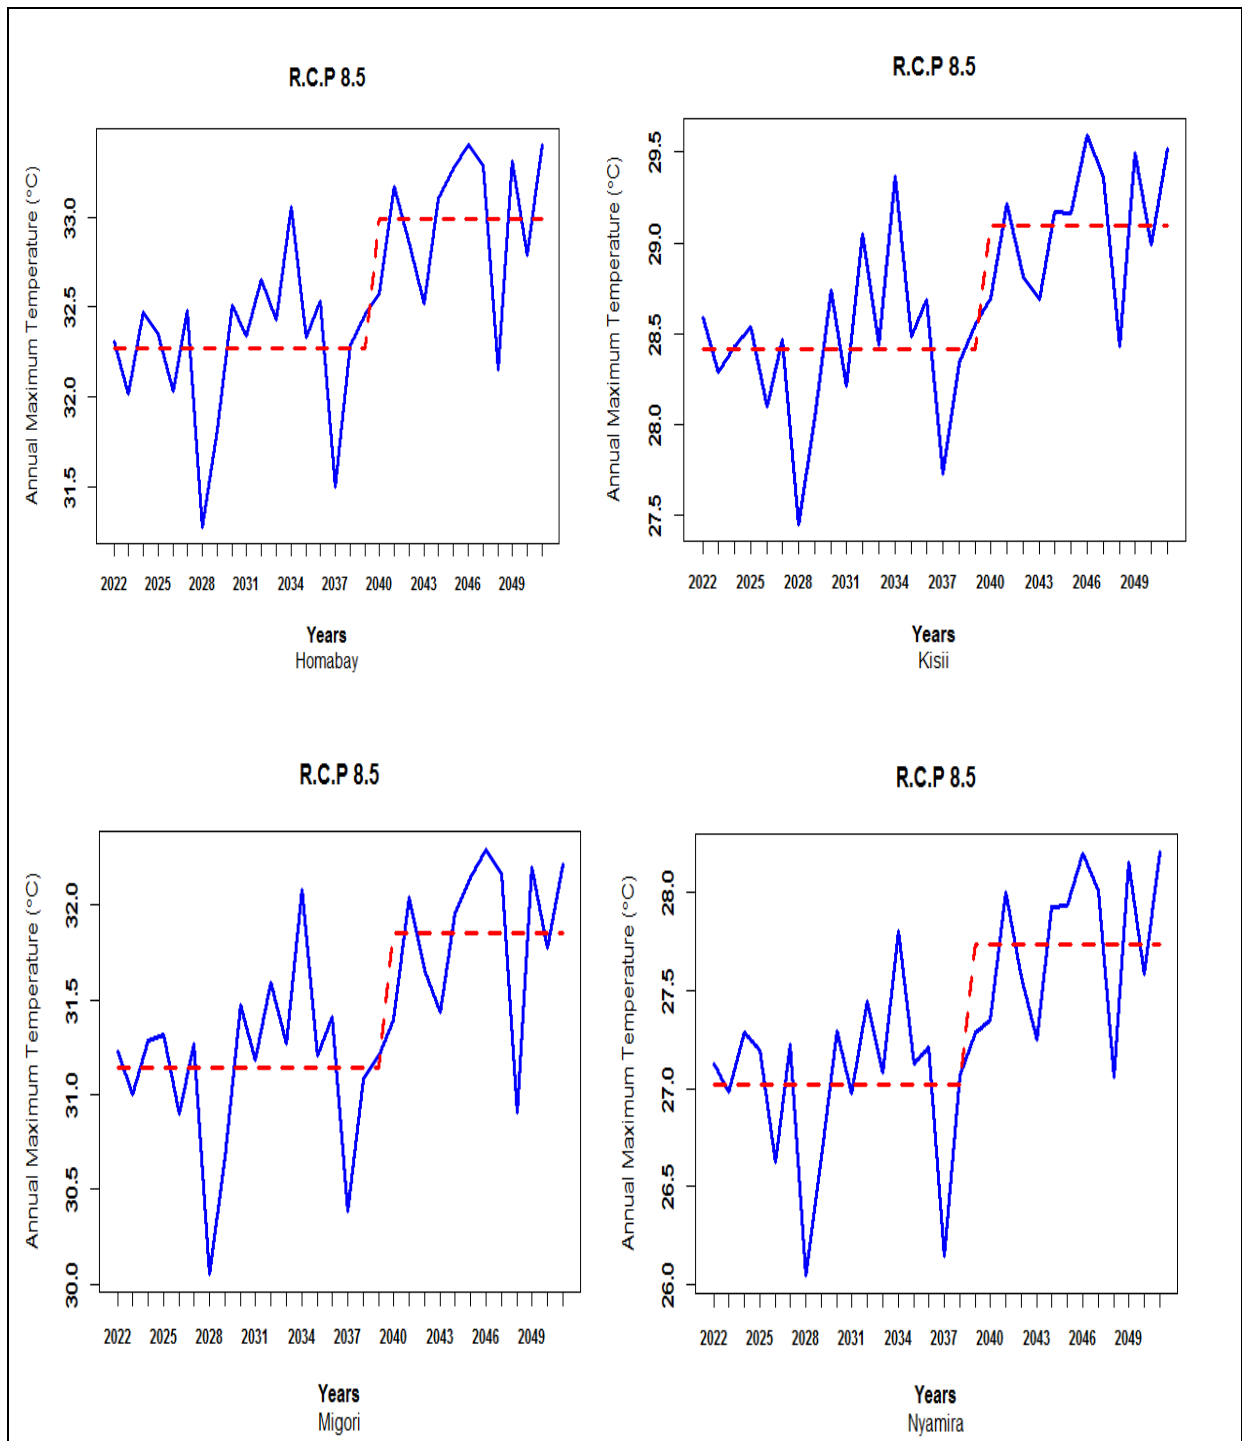 R.C.P 8.5
Annual Maximum Temperature (°C)
33.0
32.5
32.0
31.5
2022 2025 2028 2031 2034 2037 2040 2043 2046 2049
Years
Homabay
R.C.P 8.5
Annual Maximum Temperature (°C)
29.5
29.0
28.5
28.0
27.5
2022 2025 2028 2031 2034 2037 2040 2043 2046 2049
Years
Kisii
R.C.P 8.5
Annual Maximum Temperature (°C)
32.0
31.5
31.0
30.5
30.0
2022 2025 2028 2031 2034 2037 2040 2043 2046 2049
Years
Migori
R.C.P 8.5
Annual Maximum Temperature (°C)
28.0
27.5
27.0
26.5
26.0
2022 2025 2028 2031 2034 2037 2040 2043 2046 2049
Years
Nyamira